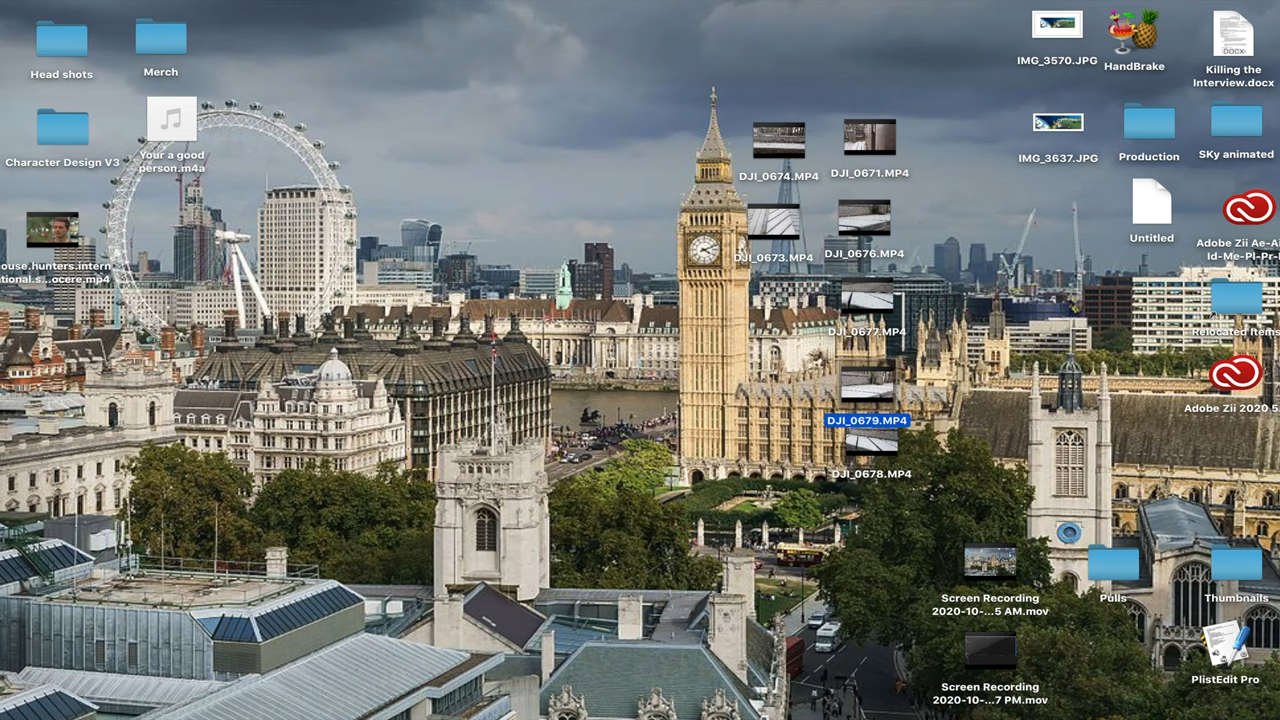 Head shots
Merch
IMG_3570.JPG
HandBrake
DOCX
Killing the
Interview.docx
Character Design V3
Your a good
person.m4a
DJI_0674.MP4
DJI_0671.MP4
IMG_3637.JPG
Production
SKy animated
ouse.hunters.intern
tional.s...ocere.mp4
DJI_0673.MP4
DJI_0676.MP4
Untitled
Adobe Zii Ae-A
Id-Me-Pl-Pr-
DJI_0677.MP4
Relocated Items
DJI_0679.MP4
Adobe Zii 2020 5
DJI_0678.MP4
Screen Recording
2020-10-...5 AM.mov
Pulls
Thumbnails
Screen Recording
2020-10-...7 PM.mov
PlistEdit Pro